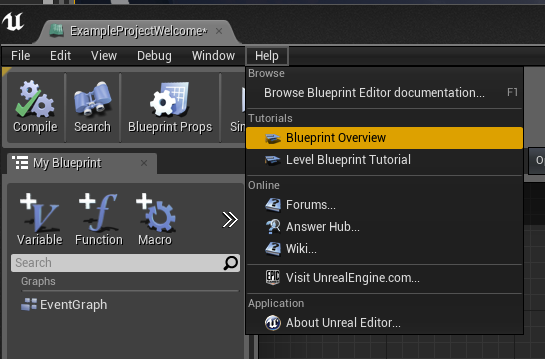 ExampleProjectWelcome*
File Edit View Debug Window Help
Compile Search Blueprint Props
Browse
Browse Blueprint Editor documentation... F1
Tutorials
Blueprint Overview
Level Blueprint Tutorial
Online
Forums...
Answer Hub...
Wiki...
Visit UnrealEngine.com...
Application
About Unreal Editor...
My Blueprint
Variable Function Macro
Search
Graphs
EventGraph